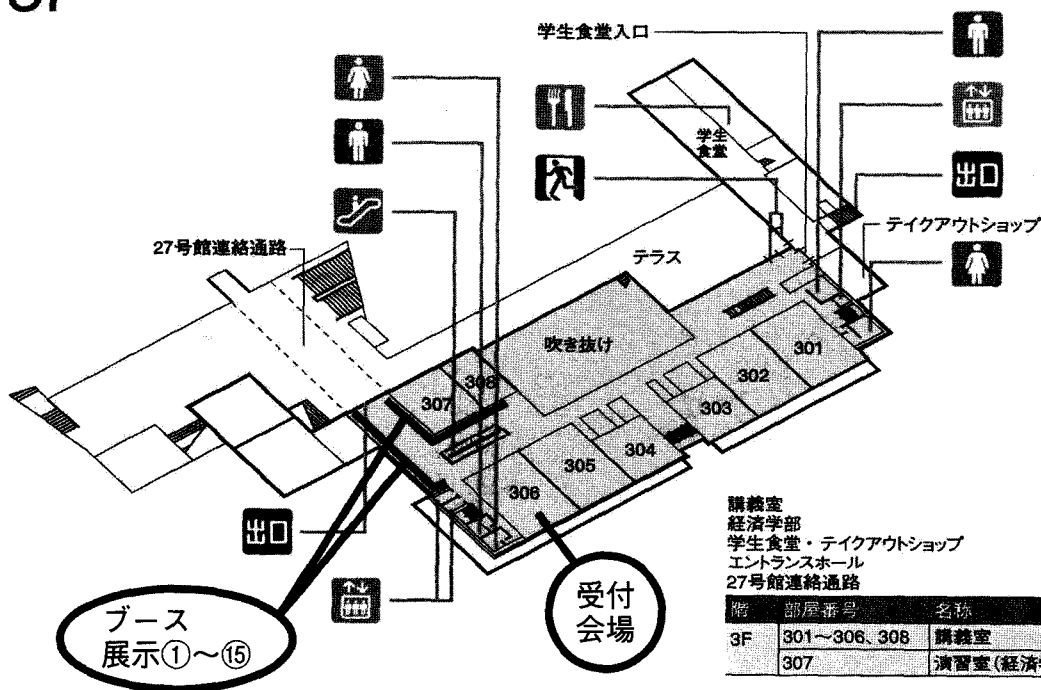 学生食堂入口
学生
食堂
出口
テイクアウトショップ
27号館連絡通路
テラス
吹き抜け
301
302
303
304
305
306
307
308
出口
ブース
展示①～⑮
受付
会場
講義室
経済学部
学生食堂・テイクアウトショップ
エントランスホール
27号館連絡通路
階 部屋番号 名称
3F 301～306、308 講義室
307 演習室(経済